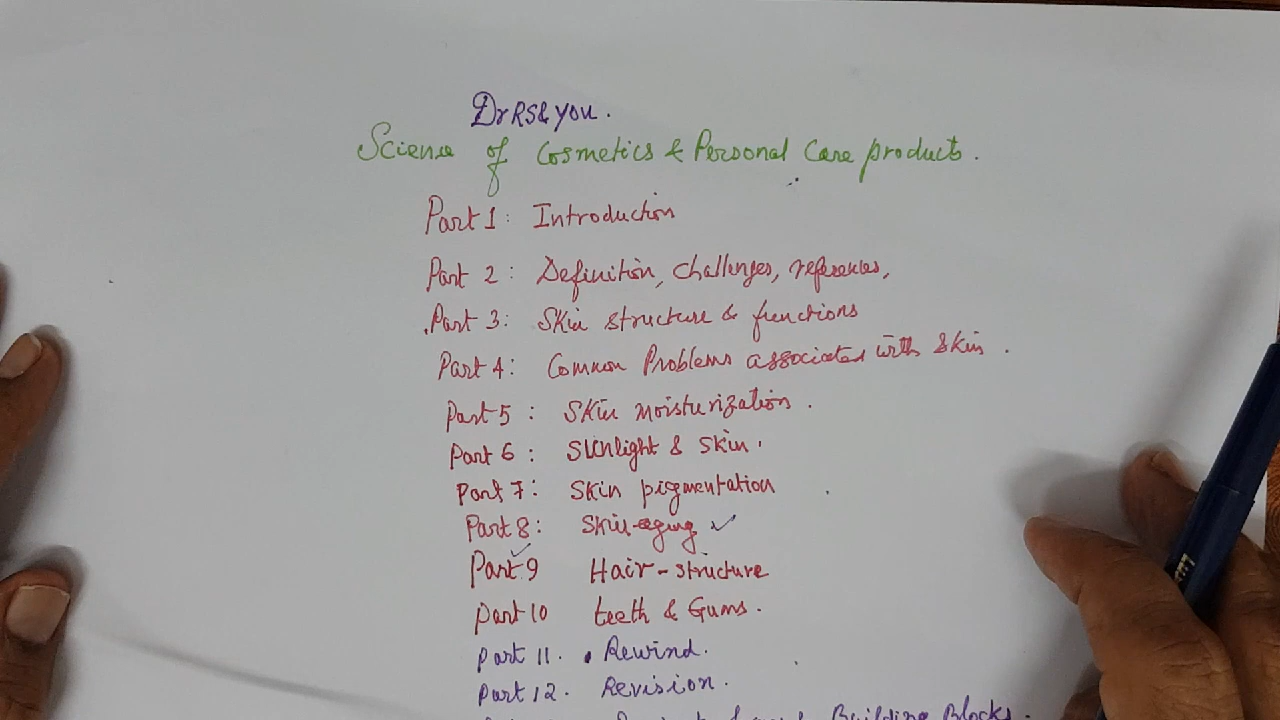 Dr RS & you.
Science of Cosmetics & Personal Care products.
Part 1: Introduction
Part 2: Definition, challenges, references,
Part 3: Skin structure & functions
Part 4: Common Problems associated with Skin.
Part 5: Skin moisturization.
Part 6: Sunlight & Skin.
Part 7: Skin pigmentation
Part 8: Skin-aging ✓
Part 9 Hair-structure
Part 10 teeth & Gums.
Part 11. Rewind.
Part 12. Revision.
Building Blocks.